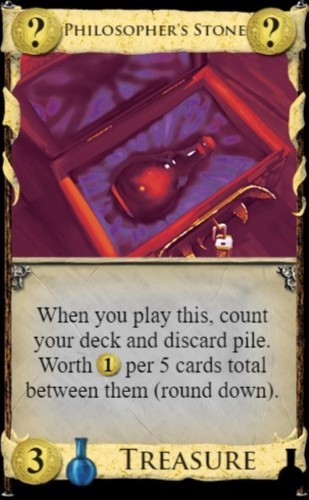 ? PHILOSOPHER'S STONE ?
When you play this, count
your deck and discard pile.
Worth 1 per 5 cards total
between them (round down).
3 TREASURE